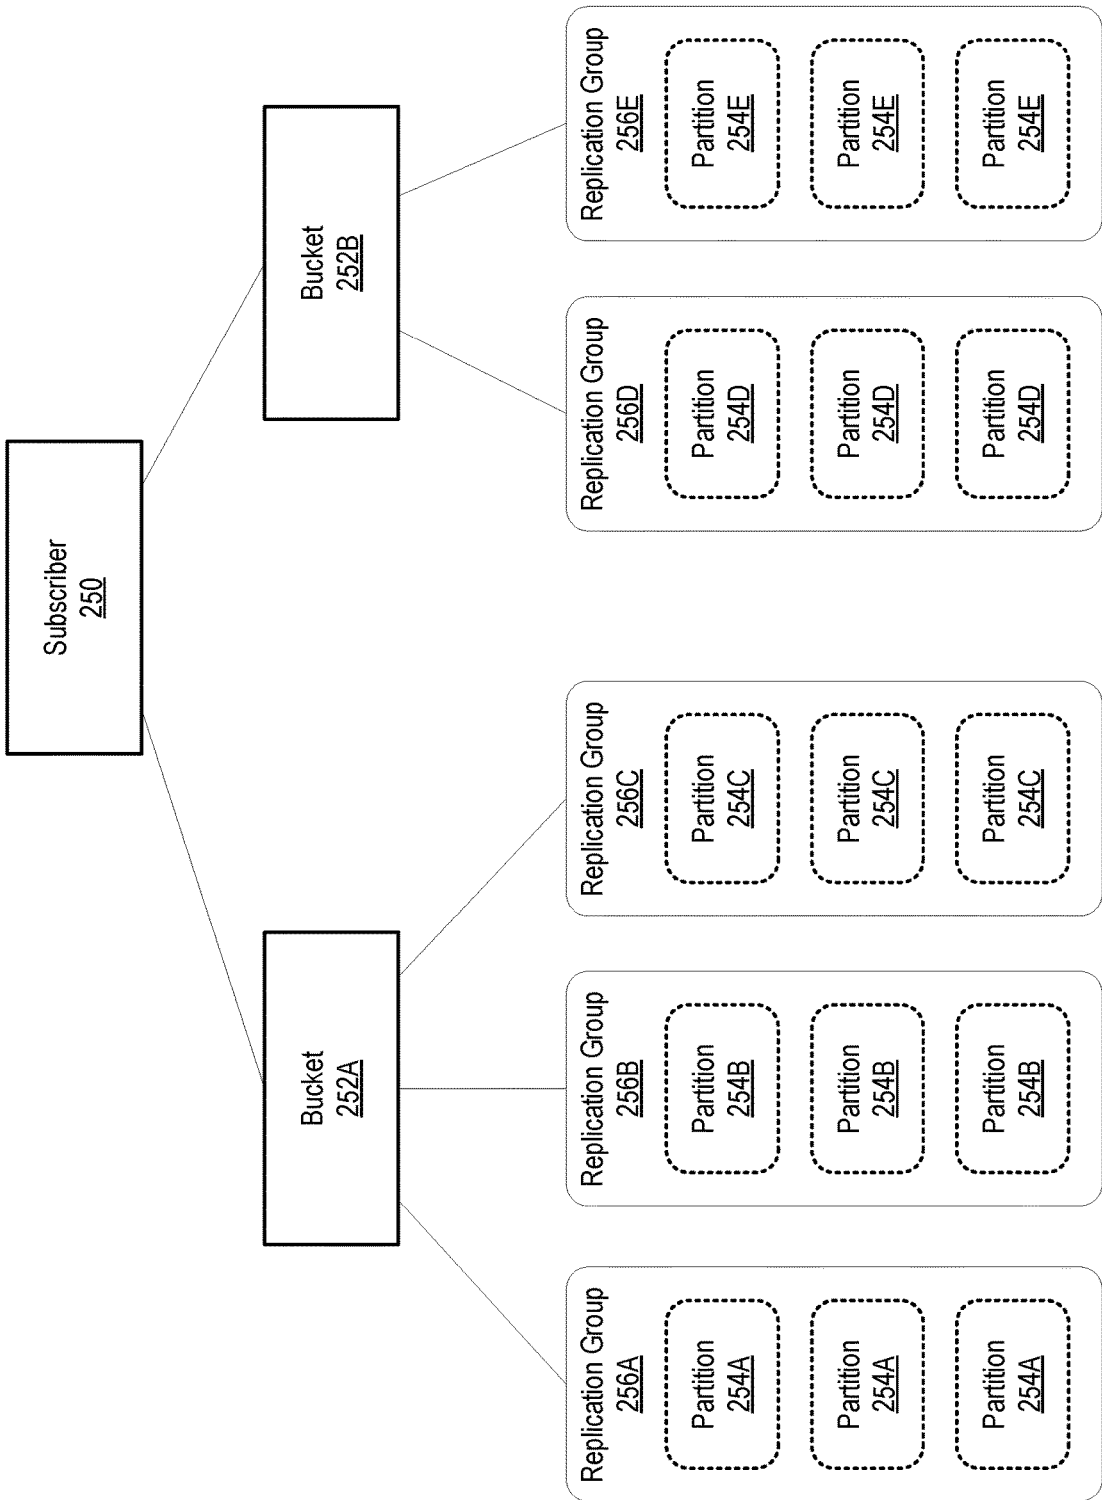 Subscriber
250
Bucket
252A
Bucket
252B
Replication Group
256A
Partition
254A
Partition
254A
Partition
254A
Replication Group
256B
Partition
254B
Partition
254B
Partition
254B
Replication Group
256C
Partition
254C
Partition
254C
Partition
254C
Replication Group
256D
Partition
254D
Partition
254D
Partition
254D
Replication Group
256E
Partition
254E
Partition
254E
Partition
254E